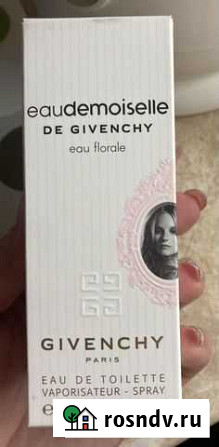 eaudemoiselle
DE GIVENCHY
eau florale
GIVENCHY
PARIS
EAU DE TOILETTE
VAPORISATEUR - SPRAY
e
rosndv.ru